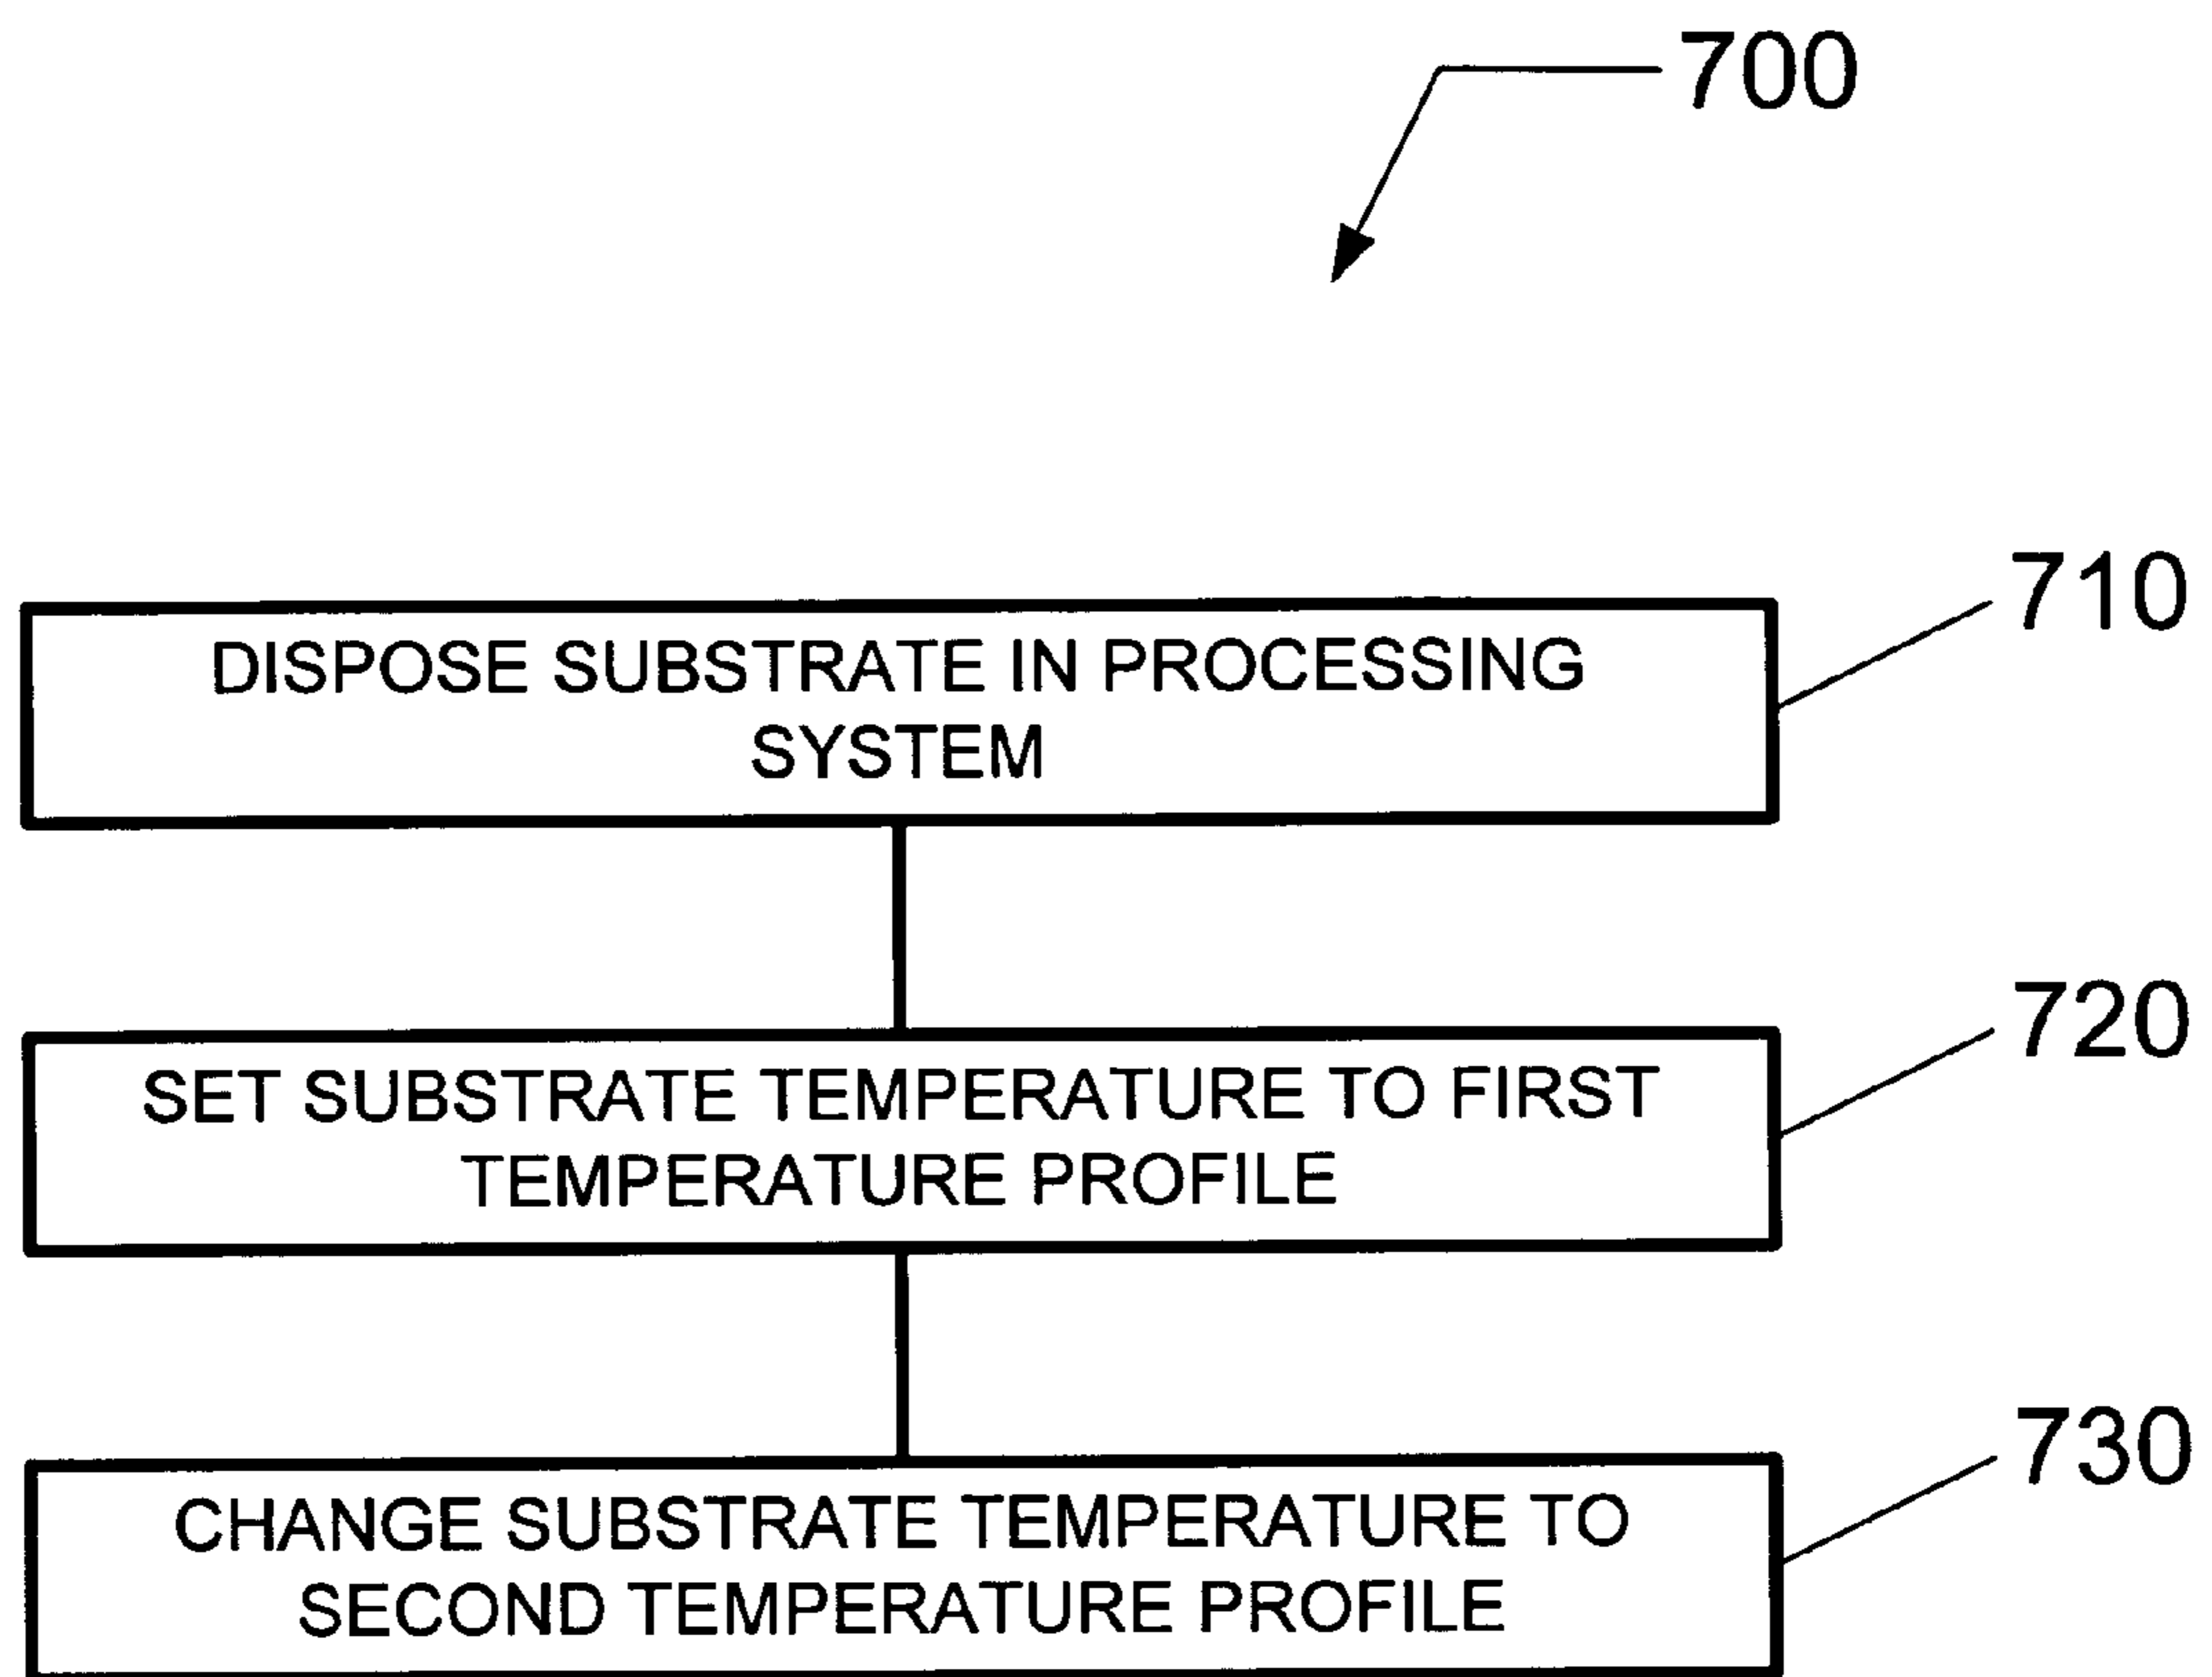 700
710
DISPOSE SUBSTRATE IN PROCESSING
SYSTEM
720
SET SUBSTRATE TEMPERATURE TO FIRST
TEMPERATURE PROFILE
730
CHANGE SUBSTRATE TEMPERATURE TO
SECOND TEMPERATURE PROFILE